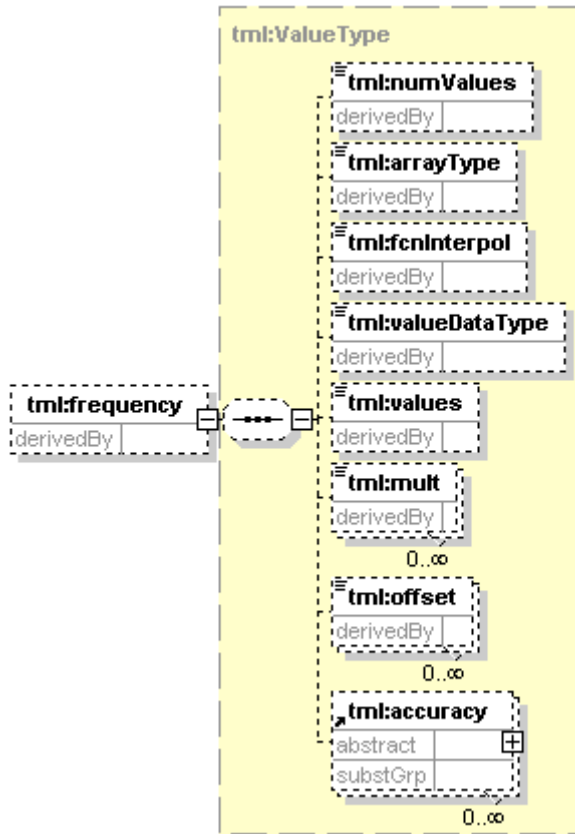 tml:ValueType
tml:numValues
derivedBy
tml:arrayType
derivedBy
tml:fcnInterpol
derivedBy
tml:valueDataType
derivedBy
tml:frequency
derivedBy
tml:values
derivedBy
tml:mult
derivedBy
0..∞
tml:offset
derivedBy
0..∞
tml:accuracy
abstract
substGrp
0..∞